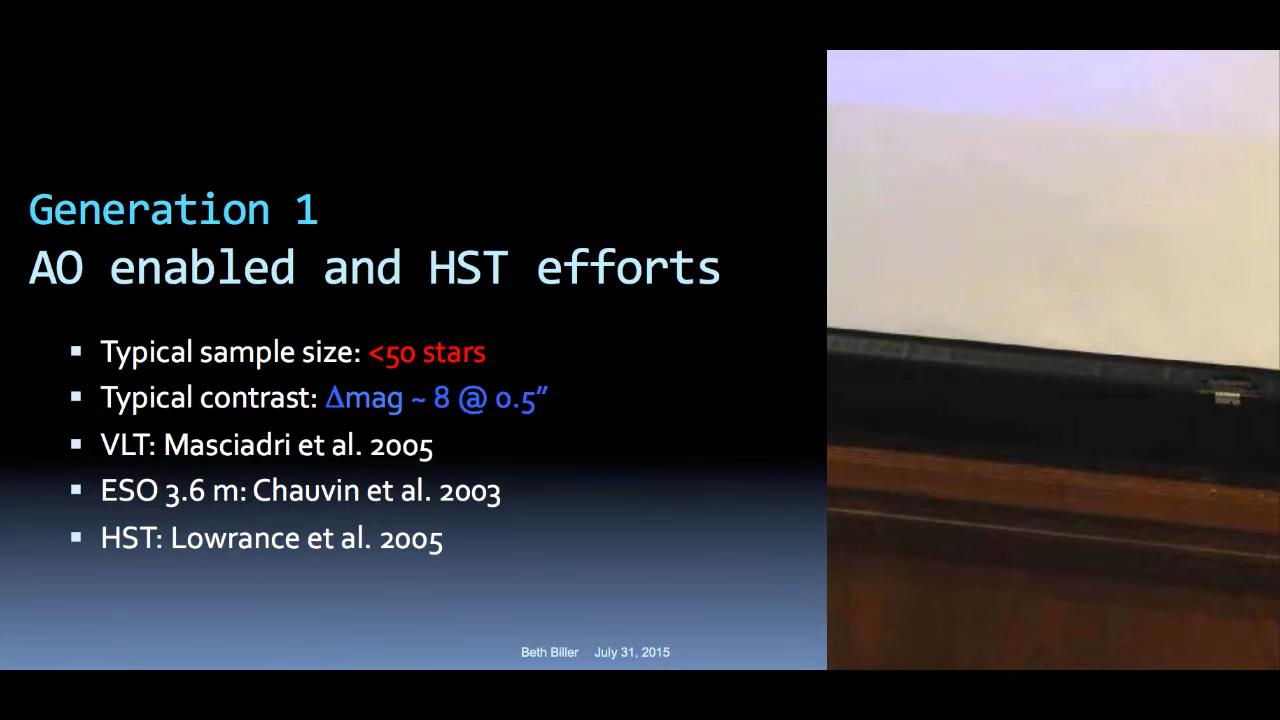 Generation 1
AO enabled and HST efforts
▪ Typical sample size: <50 stars
▪ Typical contrast: Δmag ~ 8 @ 0.5”
▪ VLT: Masciadri et al. 2005
▪ ESO 3.6 m: Chauvin et al. 2003
▪ HST: Lowrance et al. 2005
Beth Biller July 31, 2015